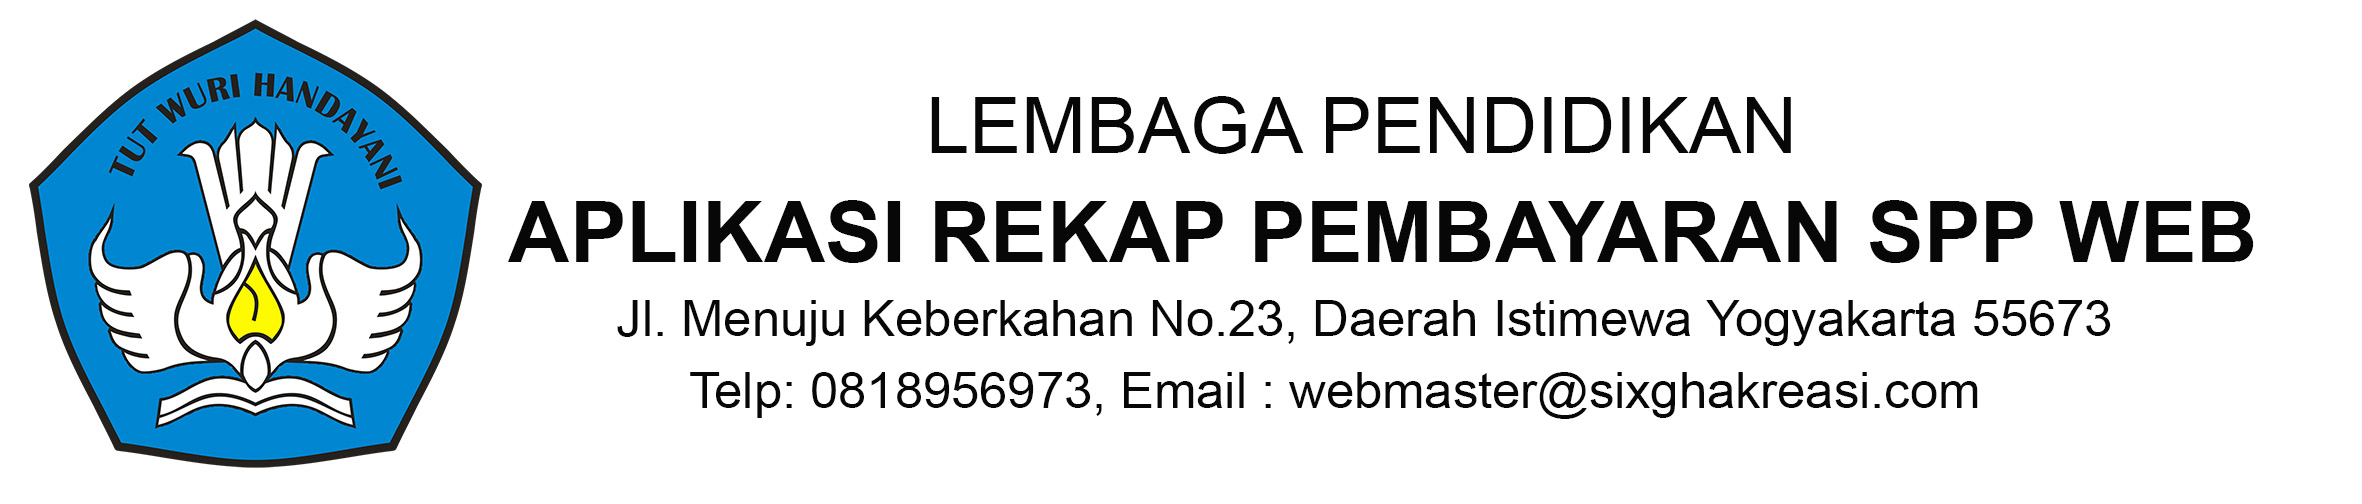 TUT WURI HANDAYANI
LEMBAGA PENDIDIKAN
APLIKASI REKAP PEMBAYARAN SPP WEB
Jl. Menuju Keberkahan No.23, Daerah Istimewa Yogyakarta 55673
Telp: 0818956973, Email : webmaster@sixghakreasi.com